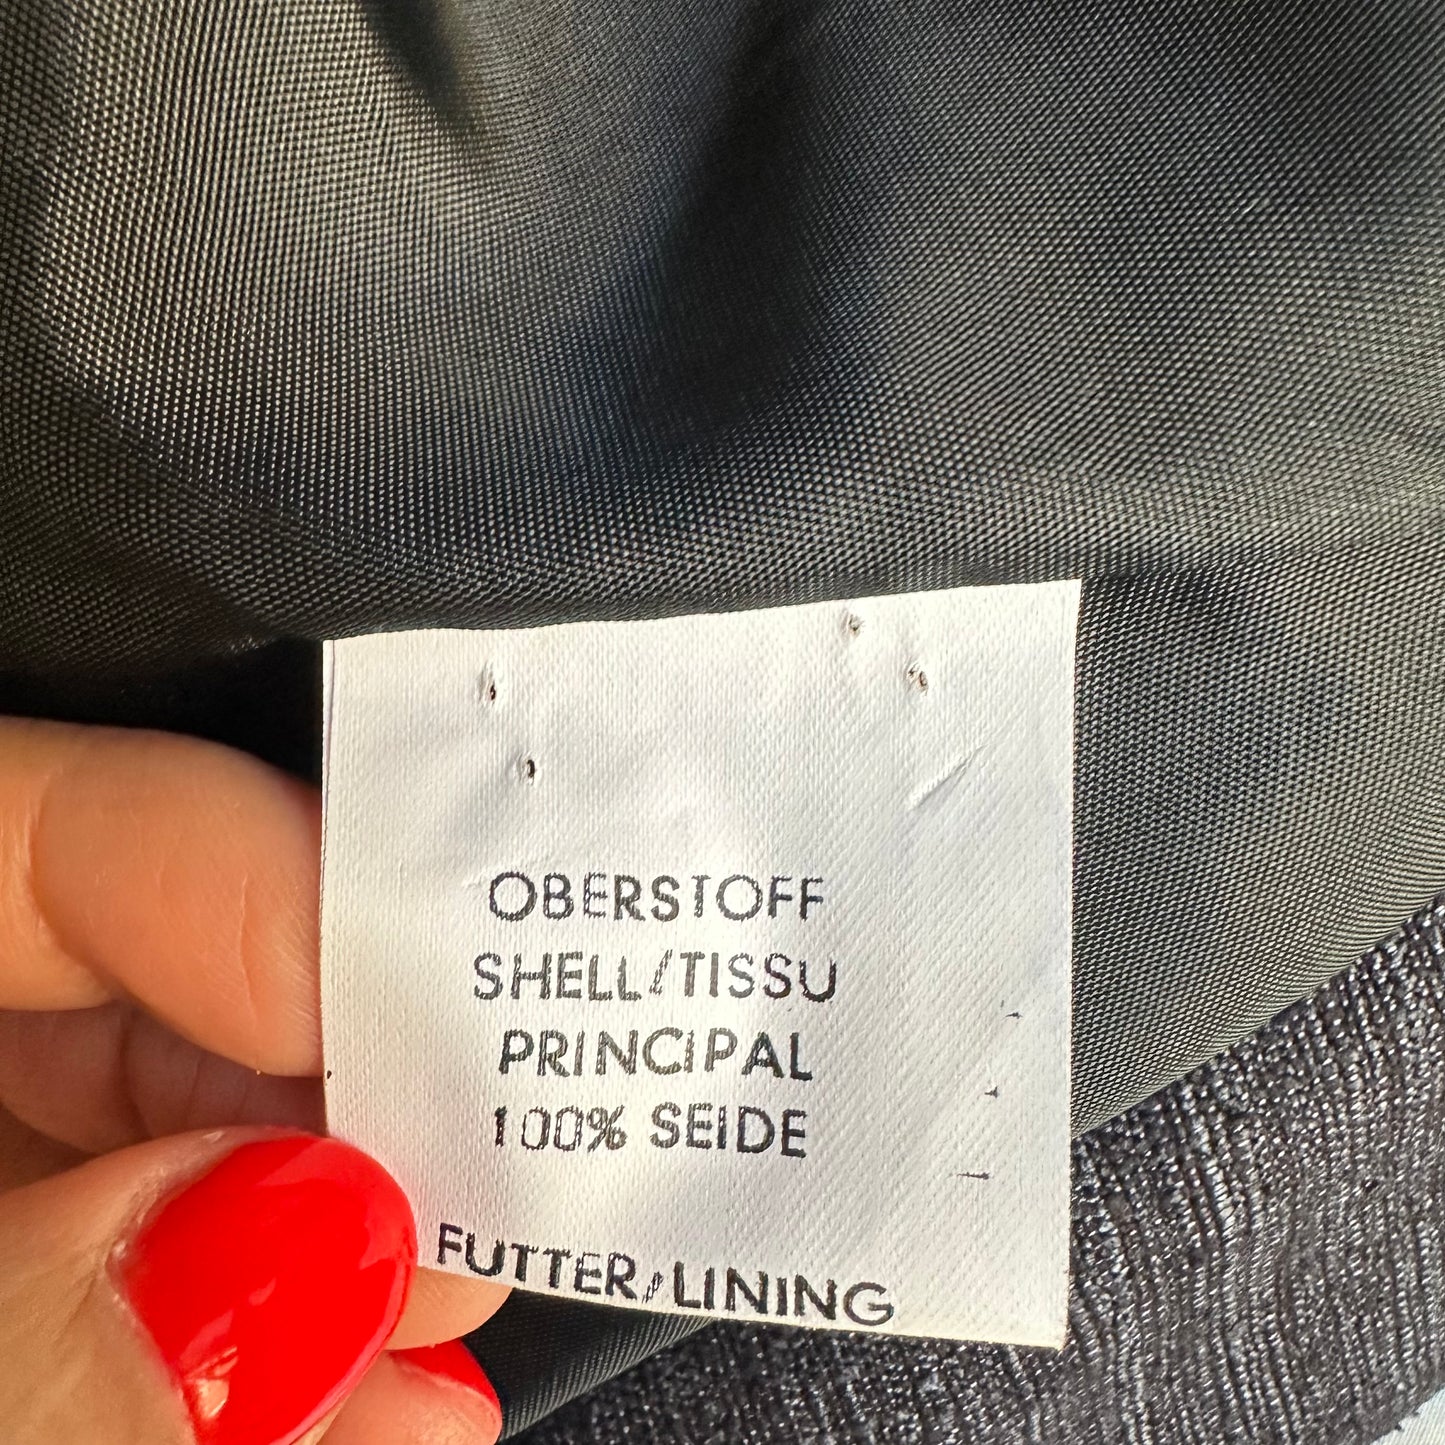 OBERSTOFF
SHELL/TISSU
PRINCIPAL
100% SEIDE
FUTTER/LINING